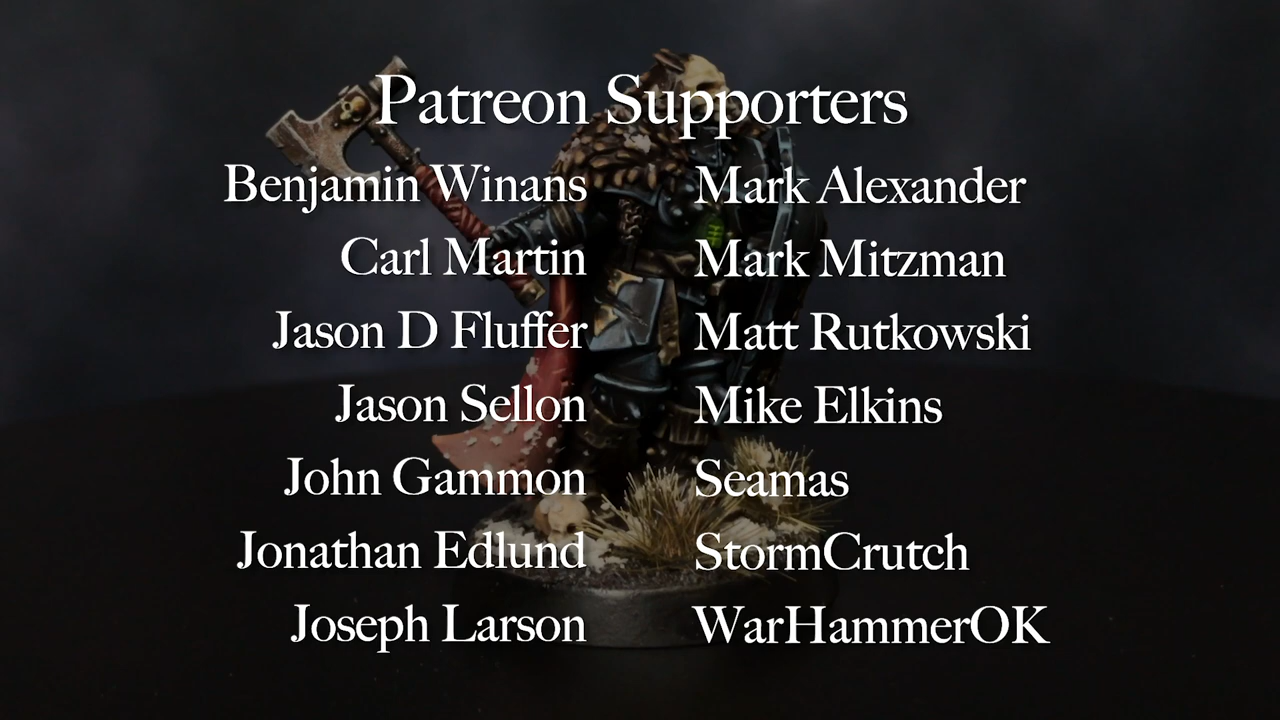 Patreon Supporters
Benjamin Winans
Carl Martin
Jason D Fluffer
Jason Sellon
John Gammon
Jonathan Edlund
Joseph Larson
Mark Alexander
Mark Mitzman
Matt Rutkowski
Mike Elkins
Seamas
StormCrutch
WarHammerOK